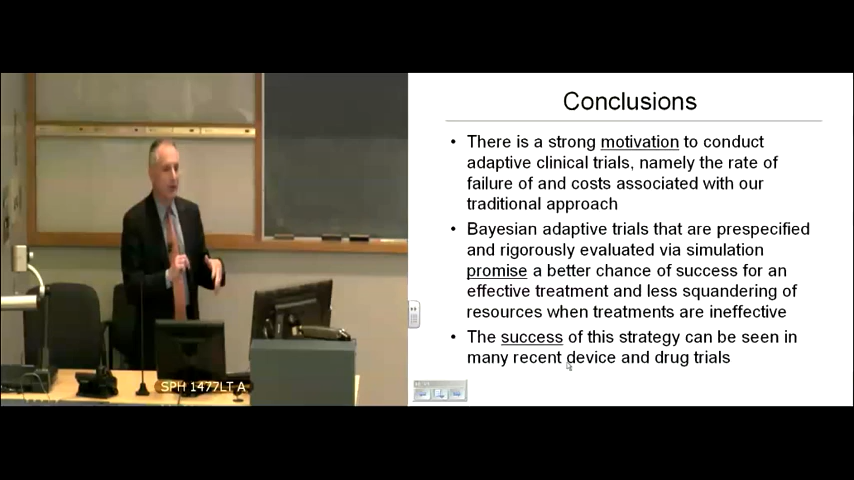 Conclusions
• There is a strong motivation to conduct
adaptive clinical trials, namely the rate of
failure of and costs associated with our
traditional approach
• Bayesian adaptive trials that are prespecified
and rigorously evaluated via simulation
promise a better chance of success for an
effective treatment and less squandering of
resources when treatments are ineffective
• The success of this strategy can be seen in
many recent device and drug trials
SPH 1477LT A